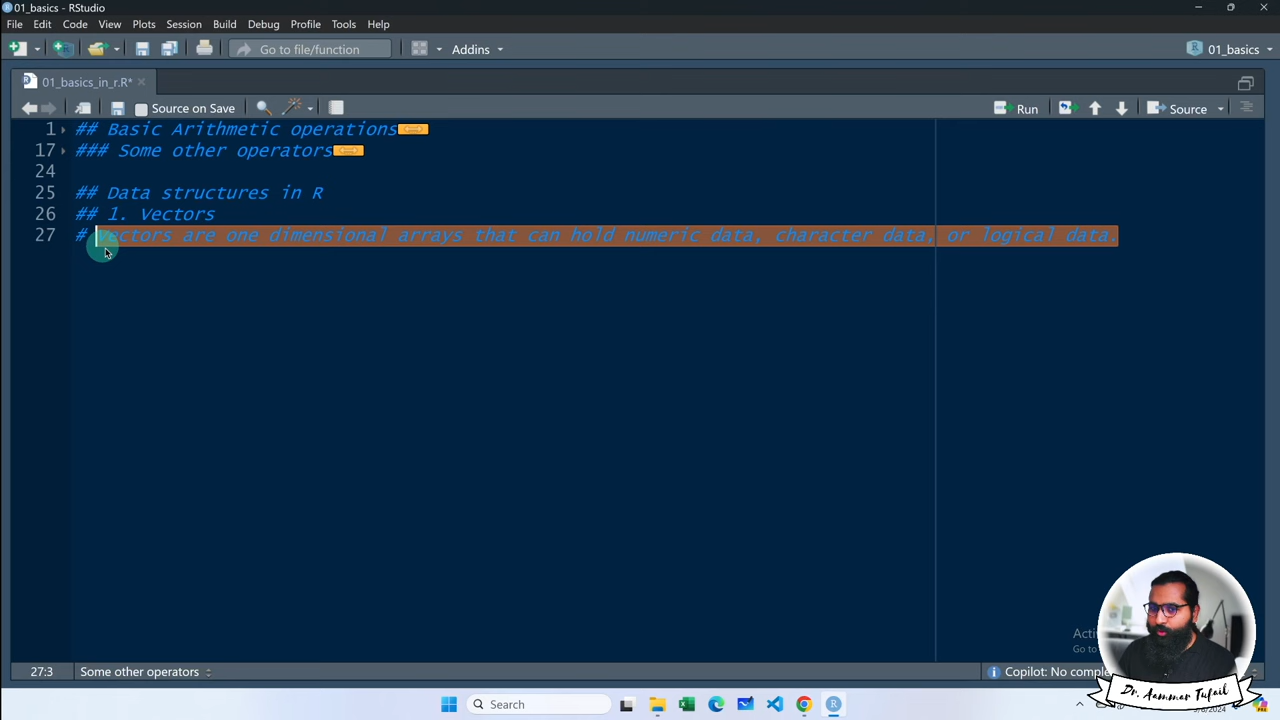 01_basics - RStudio
File Edit Code View Plots Session Build Debug Profile Tools Help
Go to file/function Addins 01_basics
01_basics_in_r.R*
Source on Save Run Source
1 ## Basic Arithmetic operations
17 ### Some other operators
24
25 ## Data structures in R
26 ## 1. Vectors
27 # vectors are one dimensional arrays that can hold numeric data, character data, or logical data.
27:3 Some other operators Copilot: No
Go to
Search
Dr. Aammar Tufail